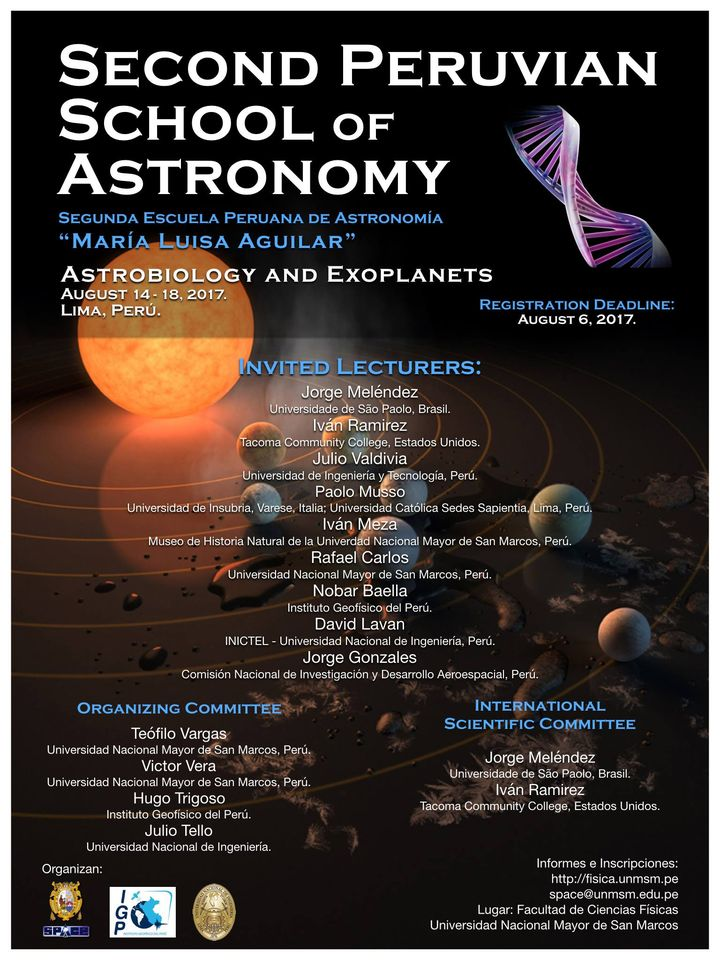 SECOND PERUVIAN
SCHOOL OF
ASTRONOMY
SEGUNDA ESCUELA PERUANA DE ASTRONOMÍA
“MARÍA LUISA AGUILAR”
ASTROBIOLOGY AND EXOPLANETS
AUGUST 14 - 18, 2017.
LIMA, PERÚ.
REGISTRATION DEADLINE:
AUGUST 6, 2017.
INVITED LECTURERS:
Jorge Meléndez
Universidade de São Paolo, Brasil.
Iván Ramirez
Tacoma Community College, Estados Unidos.
Julio Valdivia
Universidad de Ingeniería y Tecnología, Perú.
Paolo Musso
Universidad de Insubria, Varese, Italia; Universidad Católica Sedes Sapientia, Lima, Perú.
Iván Meza
Museo de Historia Natural de la Univerdad Nacional Mayor de San Marcos, Perú.
Rafael Carlos
Universidad Nacional Mayor de San Marcos, Perú.
Nobar Baella
Instituto Geofísico del Perú.
David Lavan
INICTEL - Universidad Nacional de Ingeniería, Perú.
Jorge Gonzales
Comisión Nacional de Investigación y Desarrollo Aeroespacial, Perú.
ORGANIZING COMMITTEE
Teófilo Vargas
Universidad Nacional Mayor de San Marcos, Perú.
Victor Vera
Universidad Nacional Mayor de San Marcos, Perú.
Hugo Trigoso
Instituto Geofísico del Perú.
Julio Tello
Universidad Nacional de Ingeniería.
INTERNATIONAL
SCIENTIFIC COMMITTEE
Jorge Meléndez
Universidade de São Paolo, Brasil.
Iván Ramirez
Tacoma Community College, Estados Unidos.
Organizan:
SPACE
IGP
Informes e Inscripciones:
http://fisica.unmsm.pe
space@unmsm.edu.pe
Lugar: Facultad de Ciencias Físicas
Universidad Nacional Mayor de San Marcos